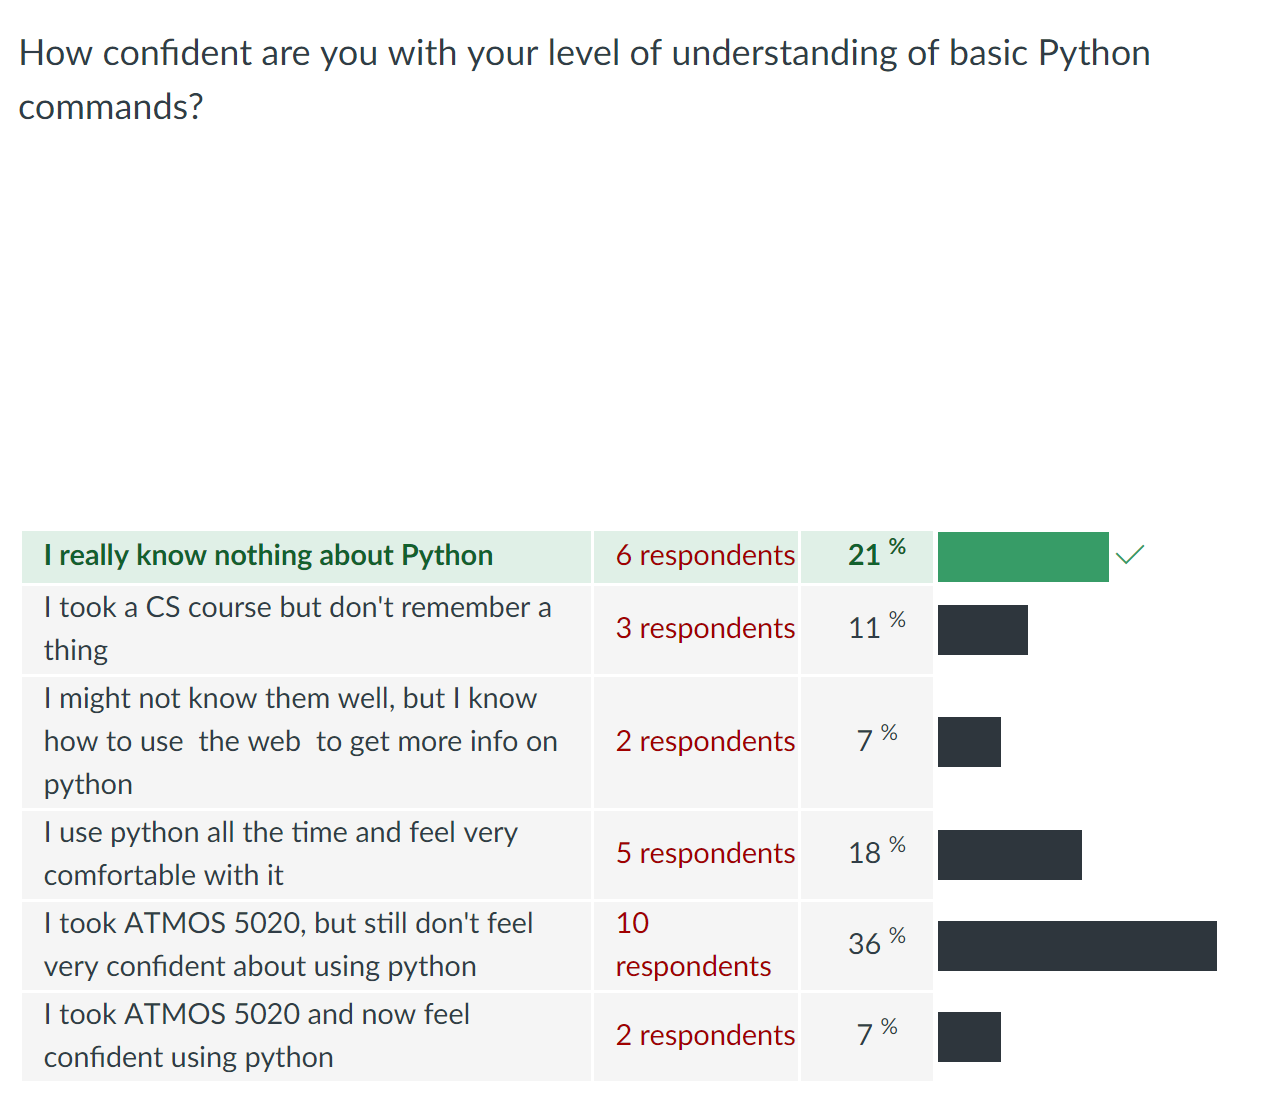 How confident are you with your level of understanding of basic Python
commands?
I really know nothing about Python 6 respondents 21 %
I took a CS course but don't remember a
thing
3 respondents 11 %
I might not know them well, but I know
how to use  the web  to get more info on
python
2 respondents 7 %
I use python all the time and feel very
comfortable with it
5 respondents 18 %
I took ATMOS 5020, but still don't feel
very confident about using python
10
respondents
36 %
I took ATMOS 5020 and now feel
confident using python
2 respondents 7 %